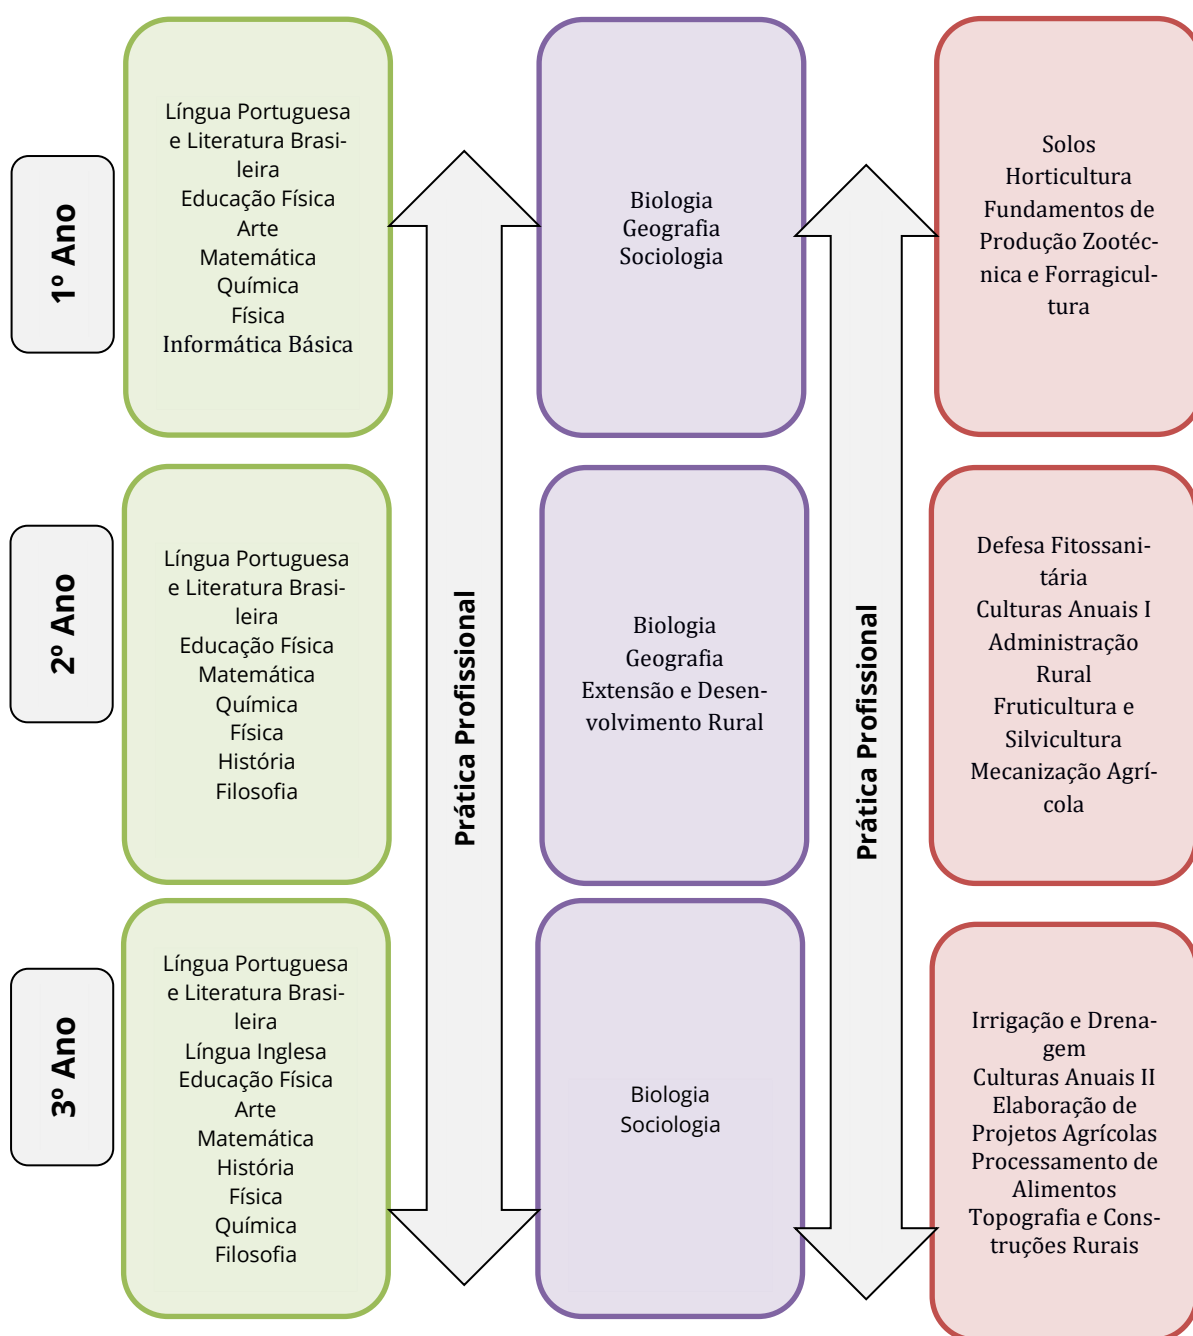 1º Ano
Língua Portuguesa
e Literatura Brasi-
leira
Educação Física
Arte
Matemática
Química
Física
Informática Básica
Biologia
Geografia
Sociologia
Solos
Horticultura
Fundamentos de
Produção Zootéc-
nica e Forragicul-
tura
2º Ano
Língua Portuguesa
e Literatura Brasi-
leira
Educação Física
Matemática
Química
Física
História
Filosofia
Prática Profissional
Biologia
Geografia
Extensão e Desen-
volvimento Rural
Prática Profissional
Defesa Fitossani-
tária
Culturas Anuais I
Administração
Rural
Fruticultura e
Silvicultura
Mecanização Agrí-
cola
3º Ano
Língua Portuguesa
e Literatura Brasi-
leira
Língua Inglesa
Educação Física
Arte
Matemática
História
Física
Química
Filosofia
Biologia
Sociologia
Irrigação e Drena-
gem
Culturas Anuais II
Elaboração de
Projetos Agrícolas
Processamento de
Alimentos
Topografia e Cons-
truções Rurais